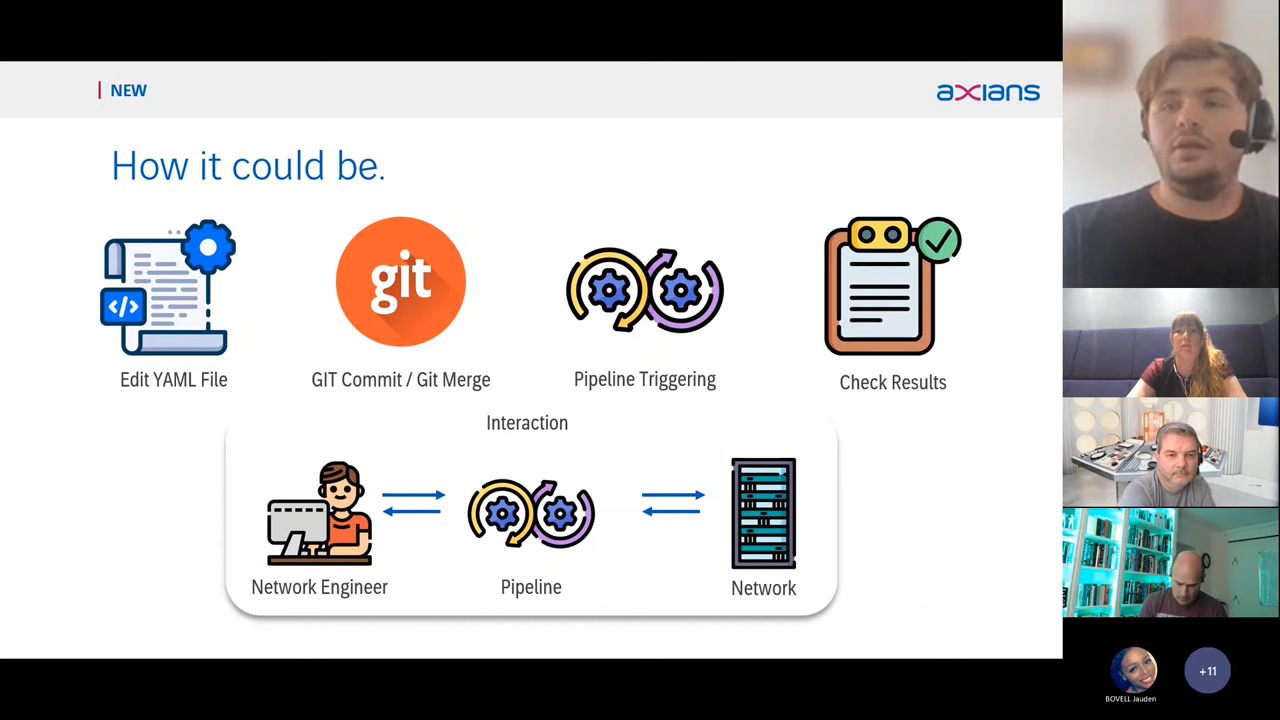 NEW
axians
How it could be.
git
</>
Edit YAML File
GIT Commit / Git Merge
Pipeline Triggering
Check Results
Interaction
Network Engineer
Pipeline
Network
BOVELL Jauden
+11